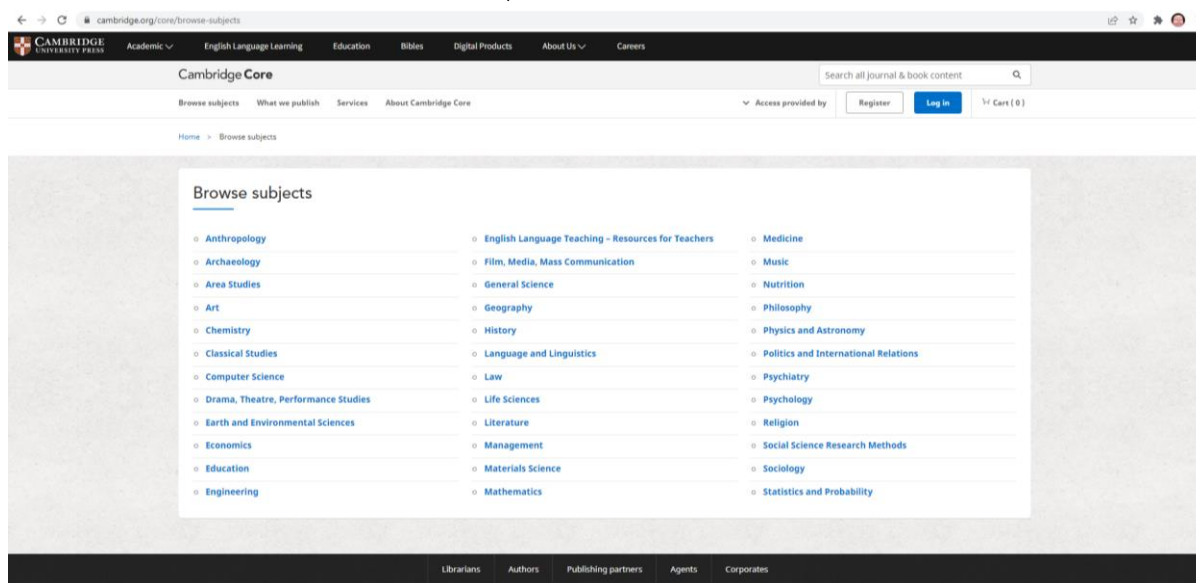 cambridge.org/core/browse-subjects
CAMBRIDGE UNIVERSITY PRESS
Academic English Language Learning Education Bibles Digital Products About Us Careers
Cambridge Core
Search all journal & book content
Browse subjects What we publish Services About Cambridge Core
Access provided by Register Log in Cart ( 0 )
Home > Browse subjects
Browse subjects
Anthropology
Archaeology
Area Studies
Art
Chemistry
Classical Studies
Computer Science
Drama, Theatre, Performance Studies
Earth and Environmental Sciences
Economics
Education
Engineering
English Language Teaching – Resources for Teachers
Film, Media, Mass Communication
General Science
Geography
History
Language and Linguistics
Law
Life Sciences
Literature
Management
Materials Science
Mathematics
Medicine
Music
Nutrition
Philosophy
Physics and Astronomy
Politics and International Relations
Psychiatry
Psychology
Religion
Social Science Research Methods
Sociology
Statistics and Probability
Librarians Authors Publishing partners Agents Corporates